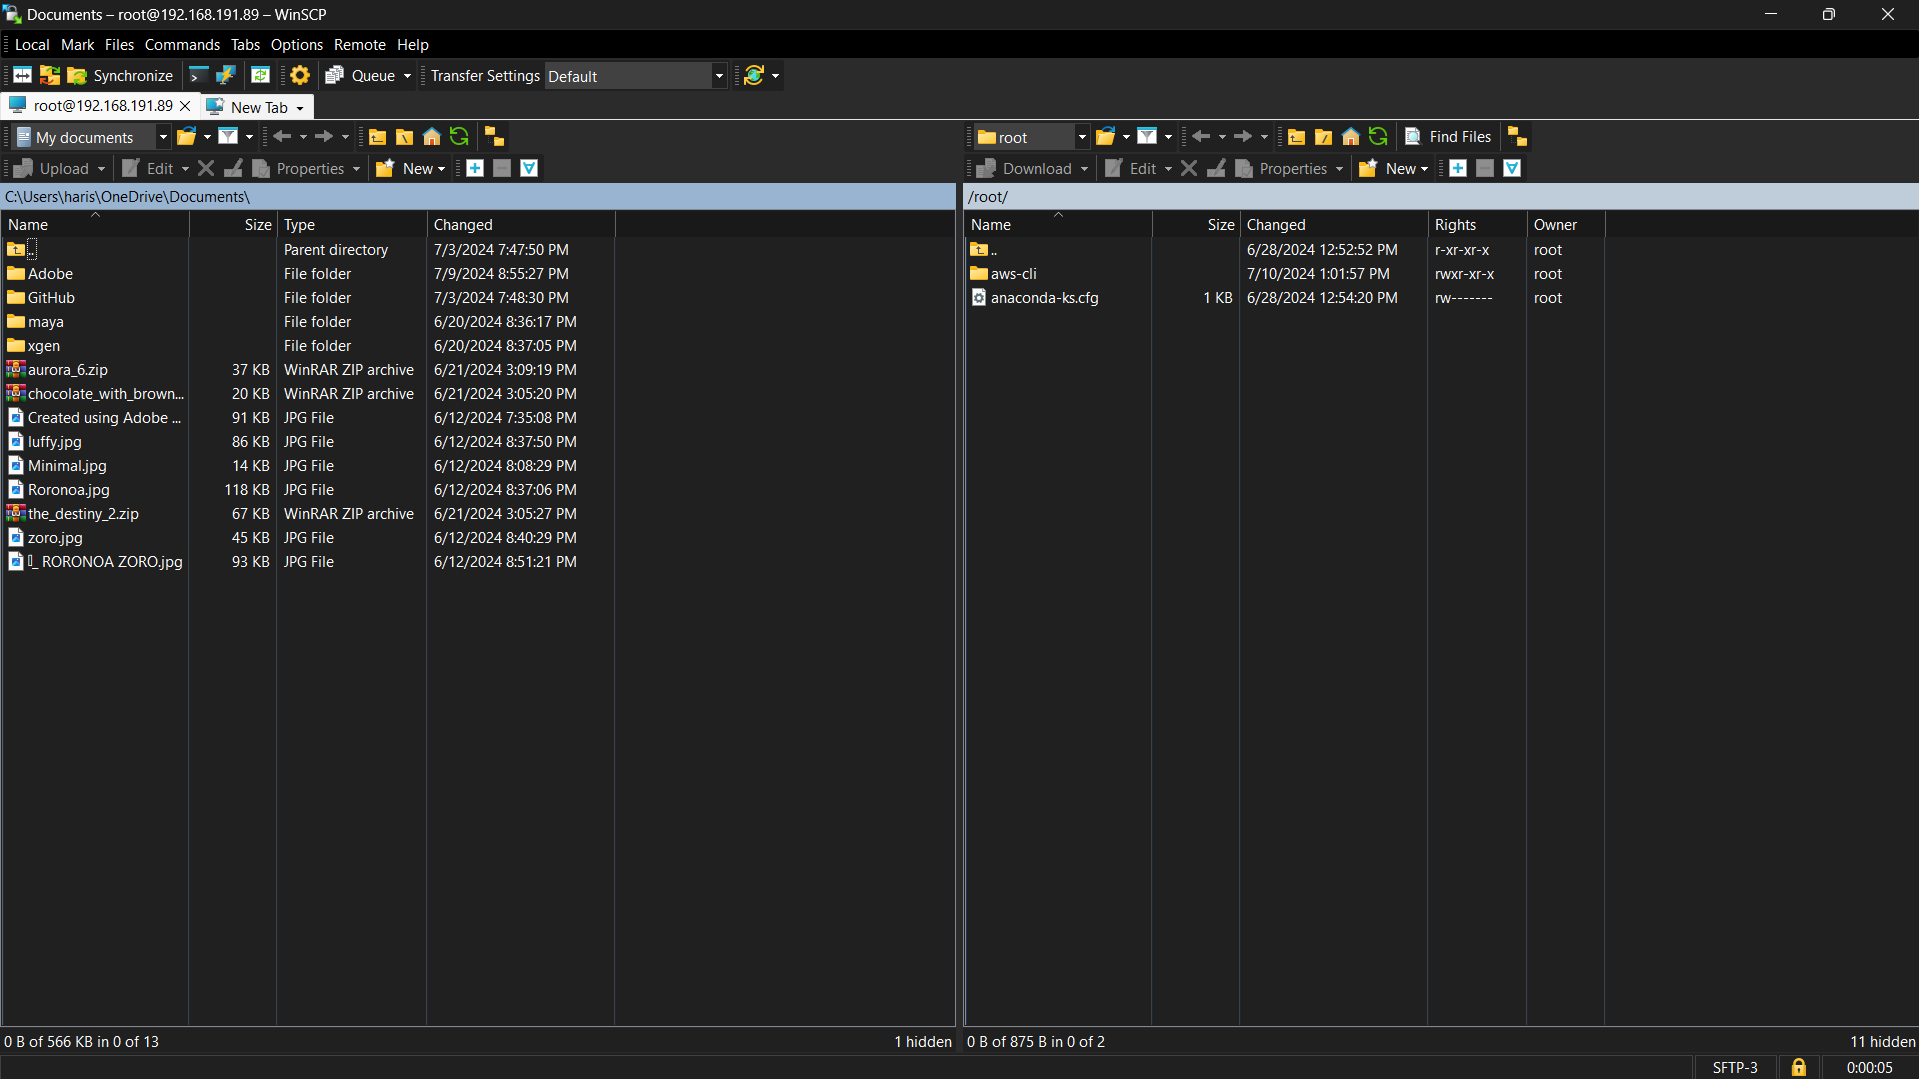 Documents – root@192.168.191.89 – WinSCP
Local Mark Files Commands Tabs Options Remote Help
Synchronize Queue Transfer Settings Default
root@192.168.191.89 New Tab
My documents
Upload Edit Properties New
C:\Users\haris\OneDrive\Documents\
Name Size Type Changed
.. Parent directory 7/3/2024 7:47:50 PM
Adobe File folder 7/9/2024 8:55:27 PM
GitHub File folder 7/3/2024 7:48:30 PM
maya File folder 6/20/2024 8:36:17 PM
xgen File folder 6/20/2024 8:37:05 PM
aurora_6.zip 37 KB WinRAR ZIP archive 6/21/2024 3:09:19 PM
chocolate_with_brown... 20 KB WinRAR ZIP archive 6/21/2024 3:05:20 PM
Created using Adobe ... 91 KB JPG File 6/12/2024 7:35:08 PM
luffy.jpg 86 KB JPG File 6/12/2024 8:37:50 PM
Minimal.jpg 14 KB JPG File 6/12/2024 8:08:29 PM
Roronoa.jpg 118 KB JPG File 6/12/2024 8:37:06 PM
the_destiny_2.zip 67 KB WinRAR ZIP archive 6/21/2024 3:05:27 PM
zoro.jpg 45 KB JPG File 6/12/2024 8:40:29 PM
_ RORONOA ZORO.jpg 93 KB JPG File 6/12/2024 8:51:21 PM
0 B of 566 KB in 0 of 13 1 hidden
root Find Files
Download Edit Properties New
/root/
Name Size Changed Rights Owner
.. 6/28/2024 12:52:52 PM r-xr-xr-x root
aws-cli 7/10/2024 1:01:57 PM rwxr-xr-x root
anaconda-ks.cfg 1 KB 6/28/2024 12:54:20 PM rw------- root
0 B of 875 B in 0 of 2 11 hidden
SFTP-3 0:00:05